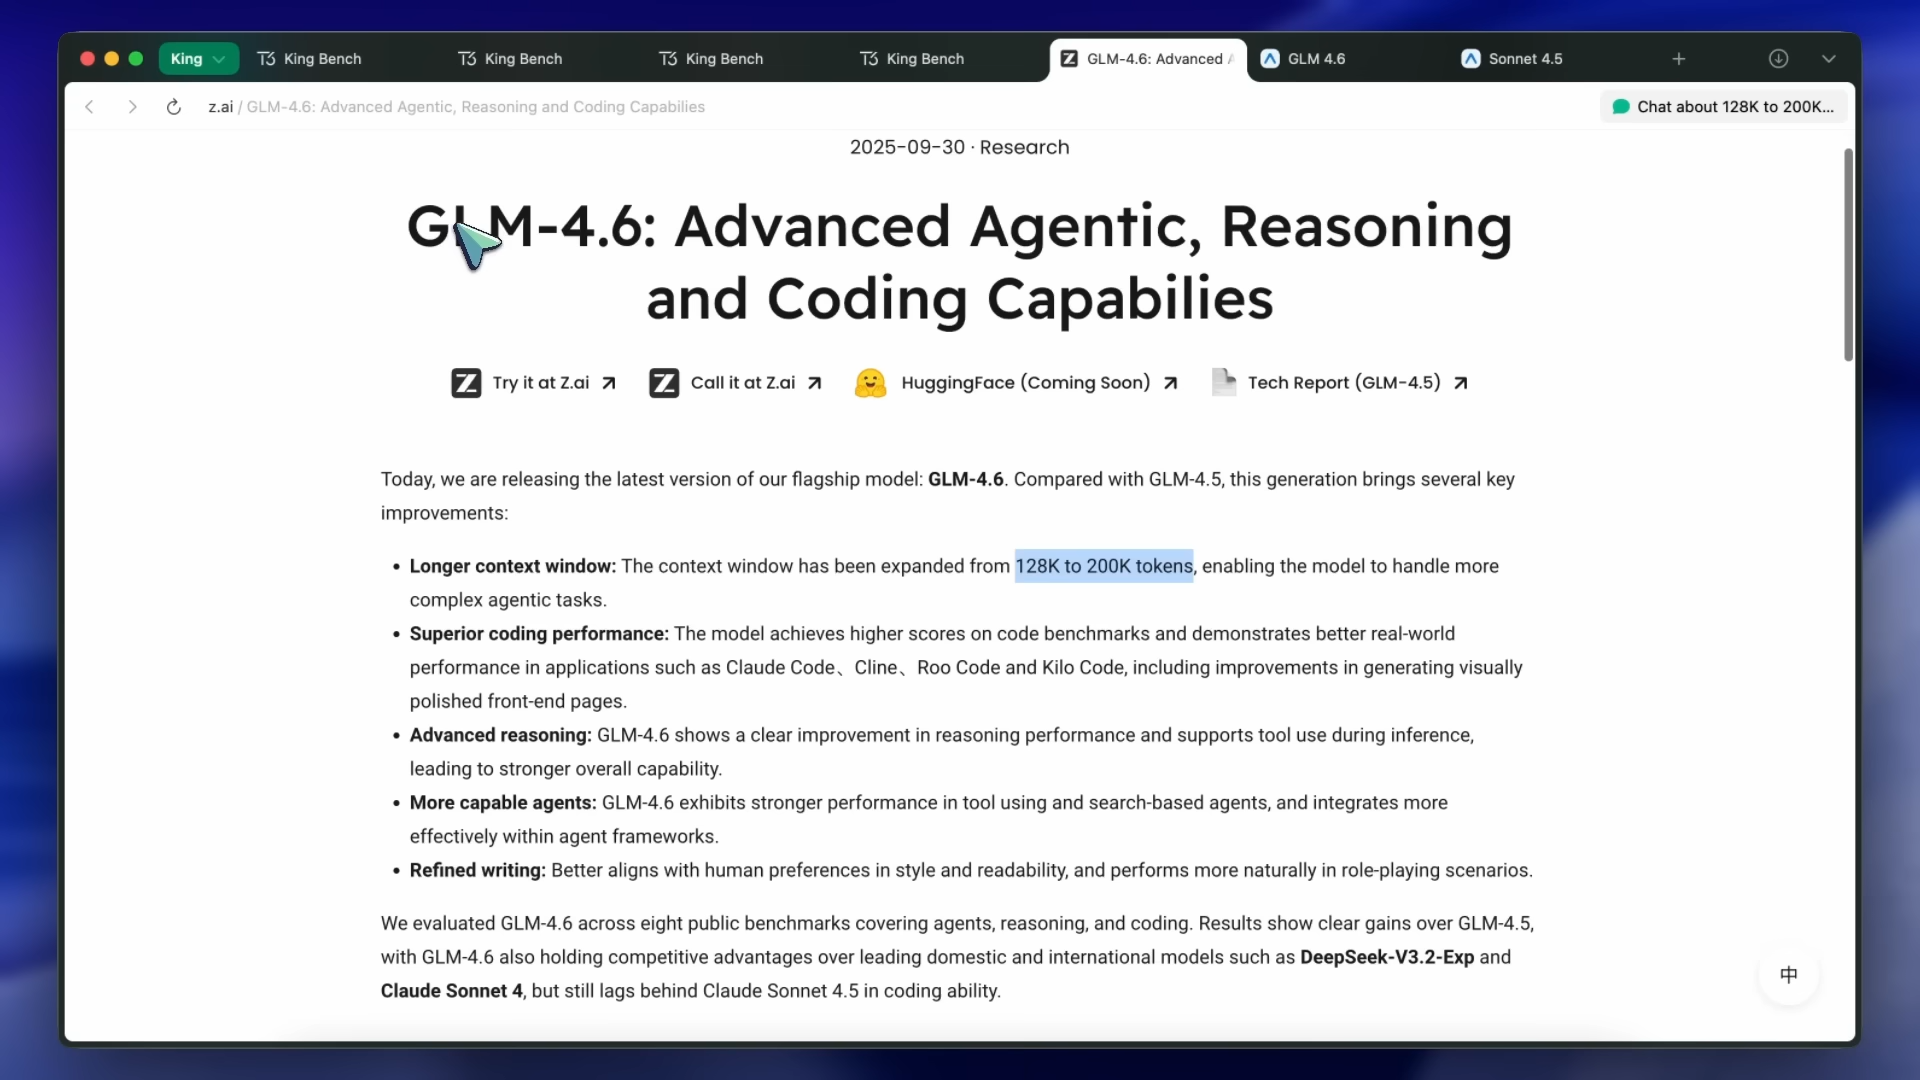 King
King Bench
King Bench
King Bench
King Bench
GLM-4.6: Advanced
GLM 4.6
Sonnet 4.5
z.ai / GLM-4.6: Advanced Agentic, Reasoning and Coding Capabilies
Chat about 128K to 200K...
2025-09-30 · Research
GLM-4.6: Advanced Agentic, Reasoning
and Coding Capabilies
Try it at Z.ai
Call it at Z.ai
HuggingFace (Coming Soon)
Tech Report (GLM-4.5)
Today, we are releasing the latest version of our flagship model: GLM-4.6. Compared with GLM-4.5, this generation brings several key
improvements:
• Longer context window: The context window has been expanded from 128K to 200K tokens, enabling the model to handle more
complex agentic tasks.
• Superior coding performance: The model achieves higher scores on code benchmarks and demonstrates better real-world
performance in applications such as Claude Code、Cline、Roo Code and Kilo Code, including improvements in generating visually
polished front-end pages.
• Advanced reasoning: GLM-4.6 shows a clear improvement in reasoning performance and supports tool use during inference,
leading to stronger overall capability.
• More capable agents: GLM-4.6 exhibits stronger performance in tool using and search-based agents, and integrates more
effectively within agent frameworks.
• Refined writing: Better aligns with human preferences in style and readability, and performs more naturally in role-playing scenarios.
We evaluated GLM-4.6 across eight public benchmarks covering agents, reasoning, and coding. Results show clear gains over GLM-4.5,
with GLM-4.6 also holding competitive advantages over leading domestic and international models such as DeepSeek-V3.2-Exp and
Claude Sonnet 4, but still lags behind Claude Sonnet 4.5 in coding ability.
中